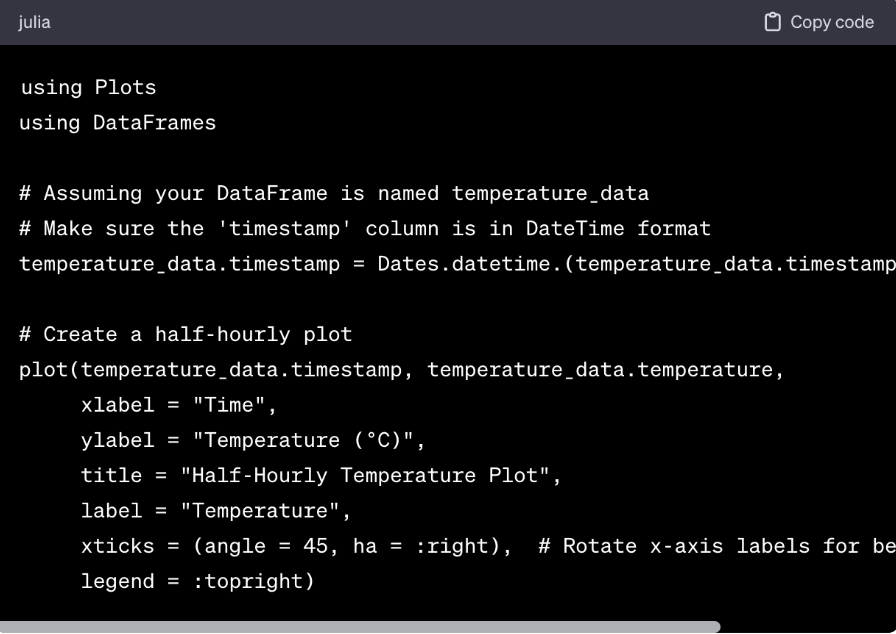 julia
Copy code
using Plots
using DataFrames
# Assuming your DataFrame is named temperature_data
# Make sure the 'timestamp' column is in DateTime format
temperature_data.timestamp = Dates.datetime.(temperature_data.timestamp
# Create a half-hourly plot
plot(temperature_data.timestamp, temperature_data.temperature,
     xlabel = "Time",
     ylabel = "Temperature (°C)",
     title = "Half-Hourly Temperature Plot",
     label = "Temperature",
     xticks = (angle = 45, ha = :right),  # Rotate x-axis labels for be
     legend = :topright)